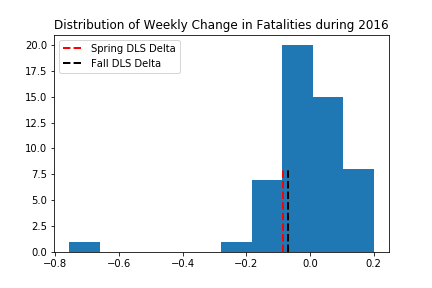 Distribution of Weekly Change in Fatalities during 2016
Spring DLS Delta
Fall DLS Delta
20.0
17.5
15.0
12.5
10.0
7.5
5.0
2.5
0.0
−0.8 −0.6 −0.4 −0.2 0.0 0.2